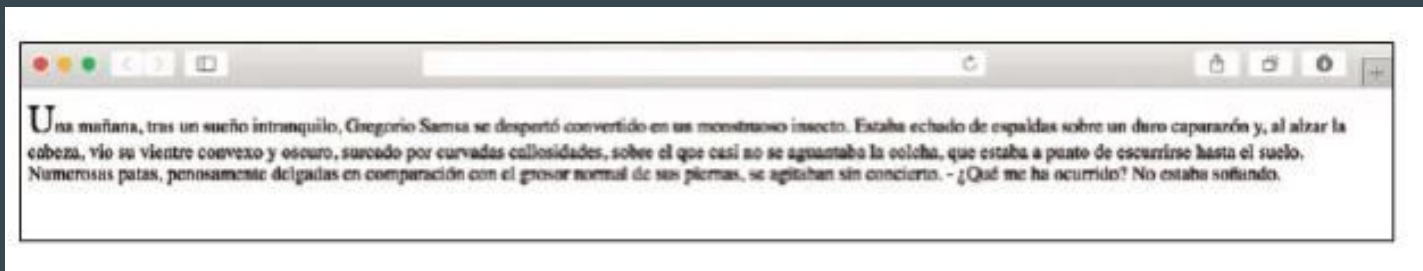 Una mañana, tras un sueño intranquilo, Gregorio Samsa se despertó convertido en un monstruoso insecto. Estaba echado de espaldas sobre un duro caparazón y, al alzar la
cabeza, vio su vientre convexo y oscuro, surcado por curvadas callosidades, sobre el que casi no se aguantaba la colcha, que estaba a punto de escurrirse hasta el suelo.
Numerosas patas, penosamente delgadas en comparación con el grosor normal de sus piernas, se agitaban sin concierto. - ¿Qué me ha ocurrido? No estaba soñando.